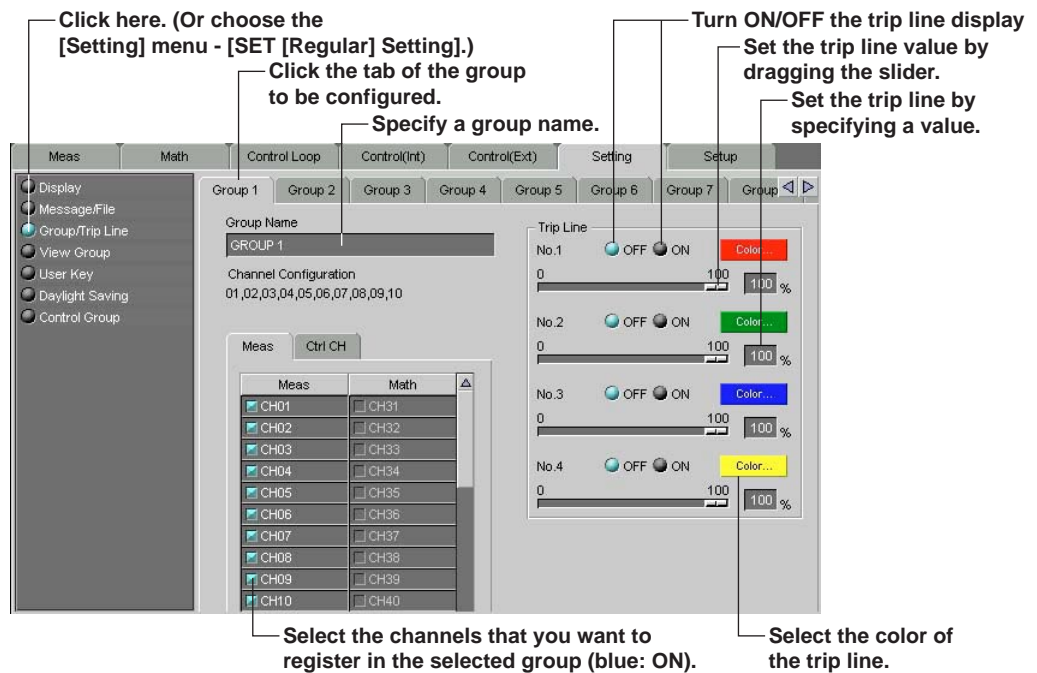 Click here. (Or choose the
[Setting] menu - [SET [Regular] Setting].)
Click the tab of the group
to be configured.
Specify a group name.
Turn ON/OFF the trip line display
Set the trip line value by
dragging the slider.
Set the trip line by
specifying a value.
Meas Math Control Loop Control(Int) Control(Ext) Setting Setup
Display
Message/File
Group/Trip Line
View Group
User Key
Daylight Saving
Control Group
Group 1 Group 2 Group 3 Group 4 Group 5 Group 6 Group 7 Group
Group Name
GROUP 1
Channel Configuration
01,02,03,04,05,06,07,08,09,10
Meas Ctrl CH
Meas Math
CH01 CH31
CH02 CH32
CH03 CH33
CH04 CH34
CH05 CH35
CH06 CH36
CH07 CH37
CH08 CH38
CH09 CH39
CH10 CH40
Trip Line
No.1 OFF ON Color...
0 100 100 %
No.2 OFF ON Color...
0 100 100 %
No.3 OFF ON Color...
0 100 100 %
No.4 OFF ON Color...
0 100 100 %
Select the channels that you want to
register in the selected group (blue: ON).
Select the color of
the trip line.